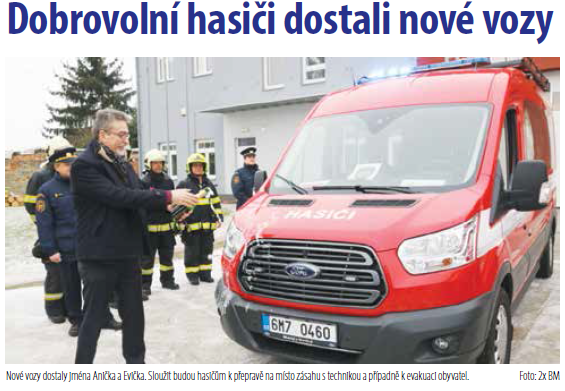 Dobrovolní hasiči dostali nové vozy
HASIČI
Ford
6M7 0460
Nové vozy dostaly jména Anička a Evička. Sloužit budou hasičům k přepravě na místo zásahu s technikou a případně k evakuaci obyvatel.
Foto: 2x BM